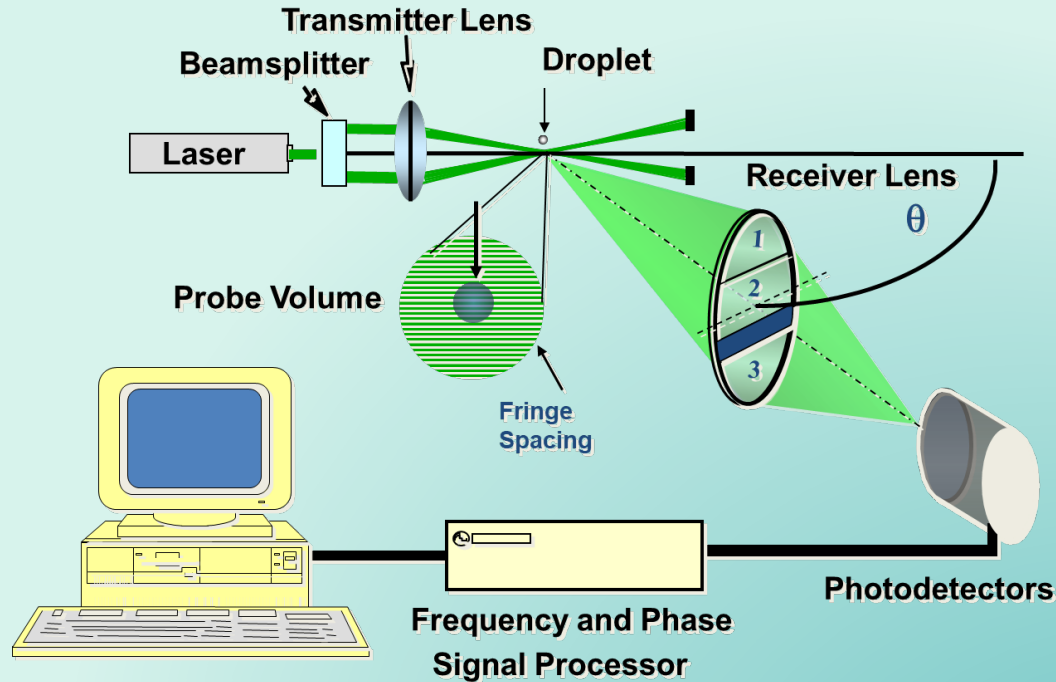 Transmitter Lens
Beamsplitter
Droplet
Laser
Receiver Lens
θ
1
2
3
Probe Volume
Fringe
Spacing
Photodetectors
Frequency and Phase
Signal Processor